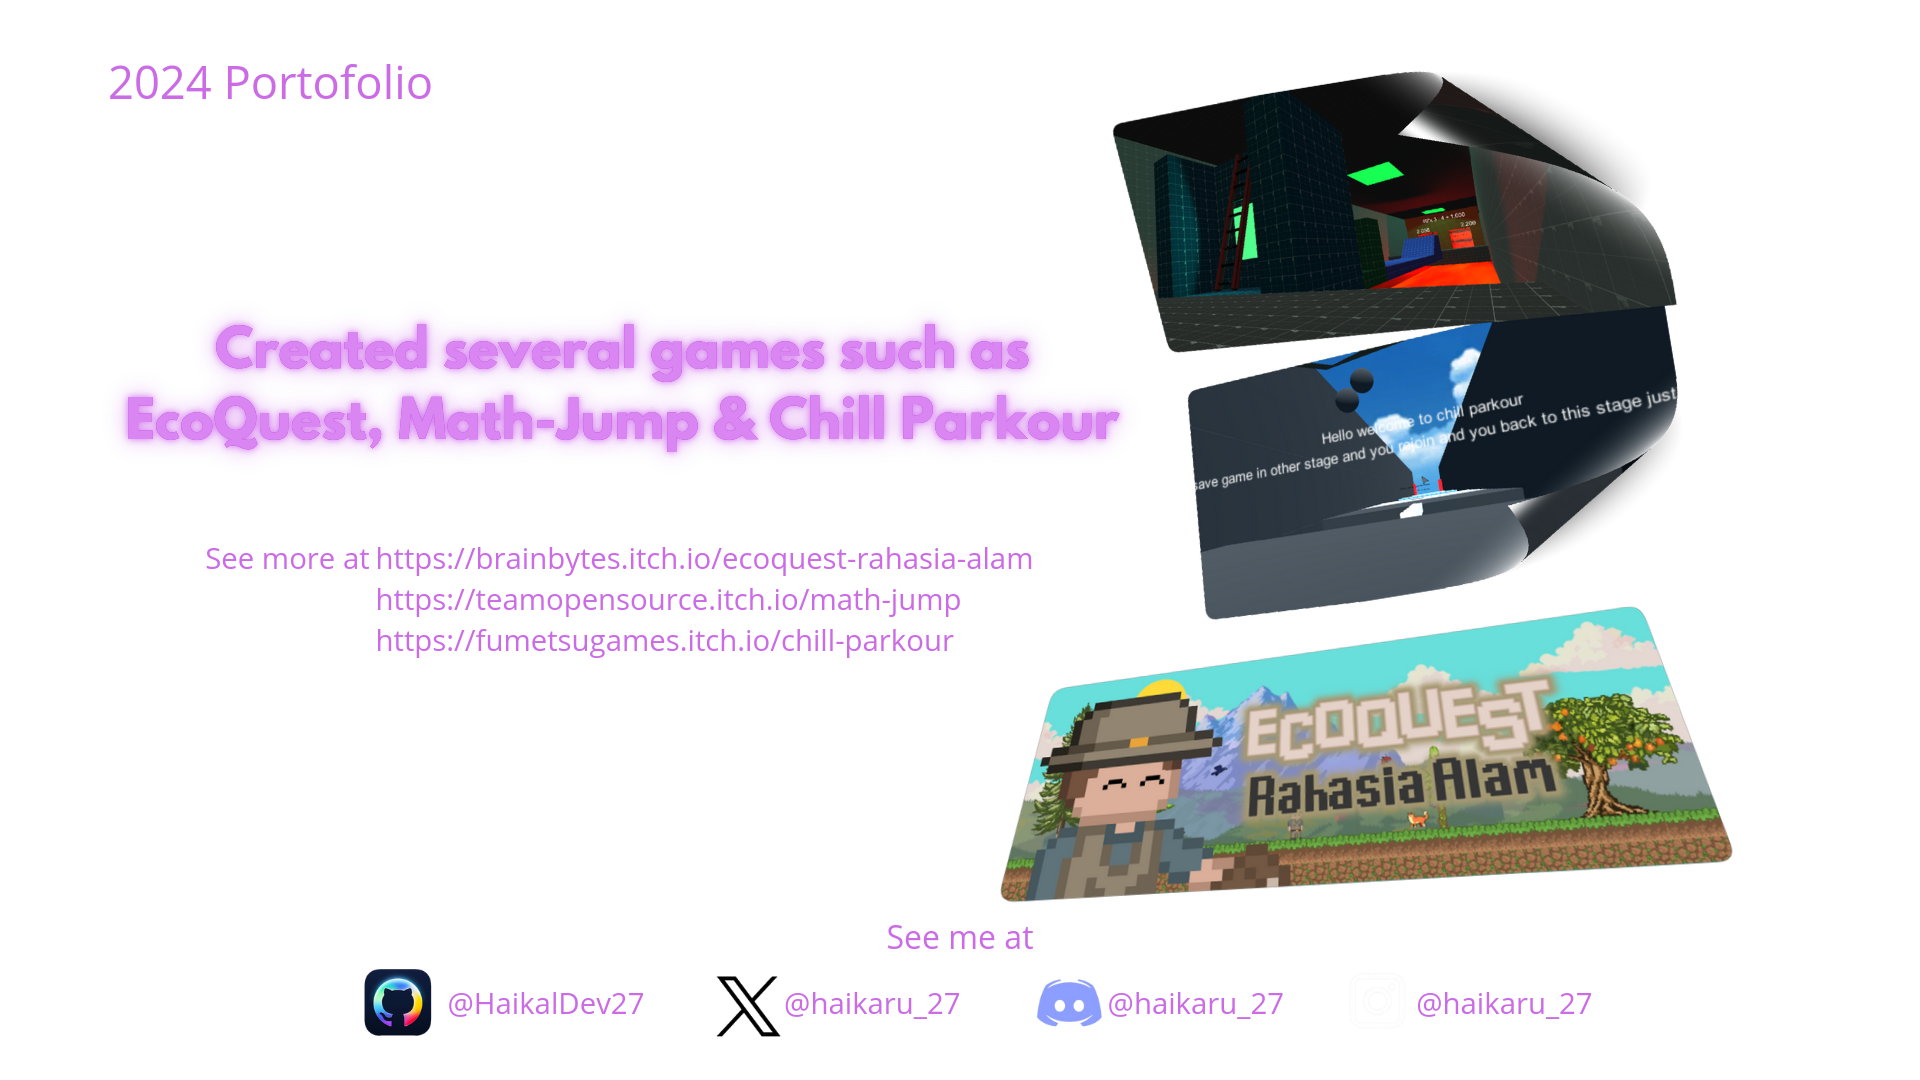 2024 Portofolio
Created several games such as
EcoQuest, Math-Jump & Chill Parkour
See more at https://brainbytes.itch.io/ecoquest-rahasia-alam
https://teamopensource.itch.io/math-jump
https://fumetsugames.itch.io/chill-parkour
Hello welcome to chill parkour
save game in other stage and you rejoin and you back to this stage just
ECOQUEST
Rahasia Alam
See me at
@HaikalDev27
@haikaru_27
@haikaru_27
@haikaru_27